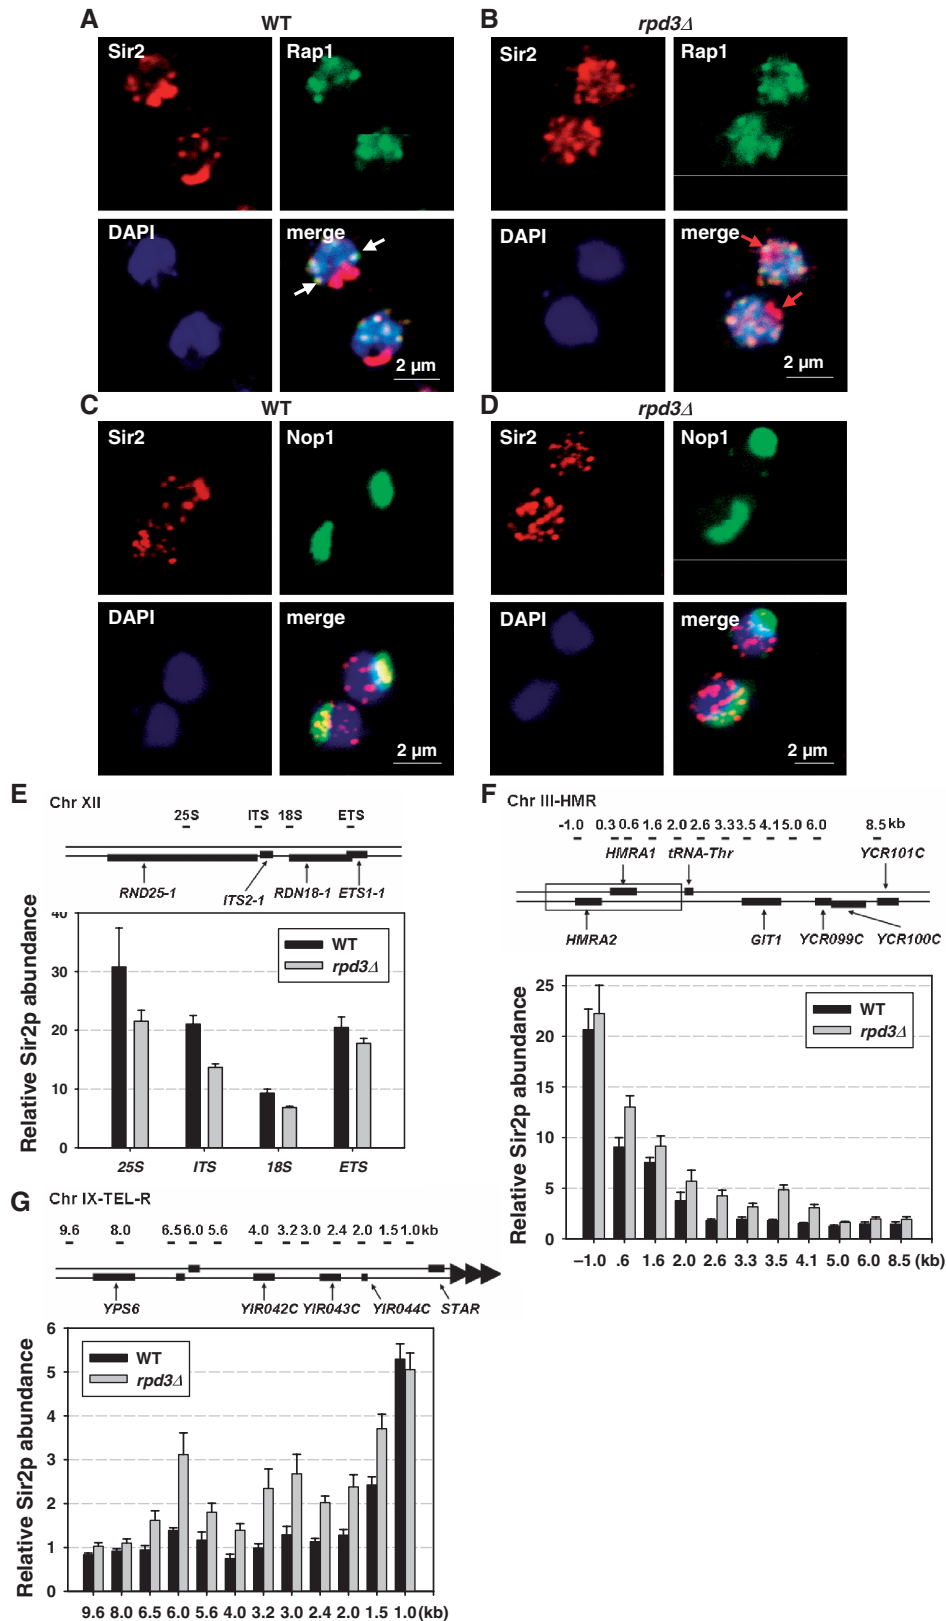 A WT
Sir2 Rap1
DAPI merge
2 µm
B rpd3Δ
Sir2 Rap1
DAPI merge
2 µm
C WT
Sir2 Nop1
DAPI merge
2 µm
D rpd3Δ
Sir2 Nop1
DAPI merge
2 µm
E Chr XII
25S ITS 18S ETS
RND25-1 ITS2-1 RDN18-1 ETS1-1
Relative Sir2p abundance
40
30
20
10
0
WT
rpd3Δ
25S ITS 18S ETS
F Chr III-HMR
-1.0 0.3 0.6 1.6 2.0 2.6 3.3 3.5 4.1 5.0 6.0 8.5 kb
HMRA1 tRNA-Thr YCR101C
HMRA2 GIT1 YCR099C YCR100C
Relative Sir2p abundance
25
20
15
10
5
0
WT
rpd3Δ
−1.0 .6 1.6 2.0 2.6 3.3 3.5 4.1 5.0 6.0 8.5 (kb)
G Chr IX-TEL-R
9.6 8.0 6.5 6.0 5.6 4.0 3.2 3.0 2.4 2.0 1.5 1.0 kb
YPS6 YIR042C YIR043C YIR044C STAR
Relative Sir2p abundance
6
5
4
3
2
1
0
WT
rpd3Δ
9.6 8.0 6.5 6.0 5.6 4.0 3.2 3.0 2.4 2.0 1.5 1.0 (kb)